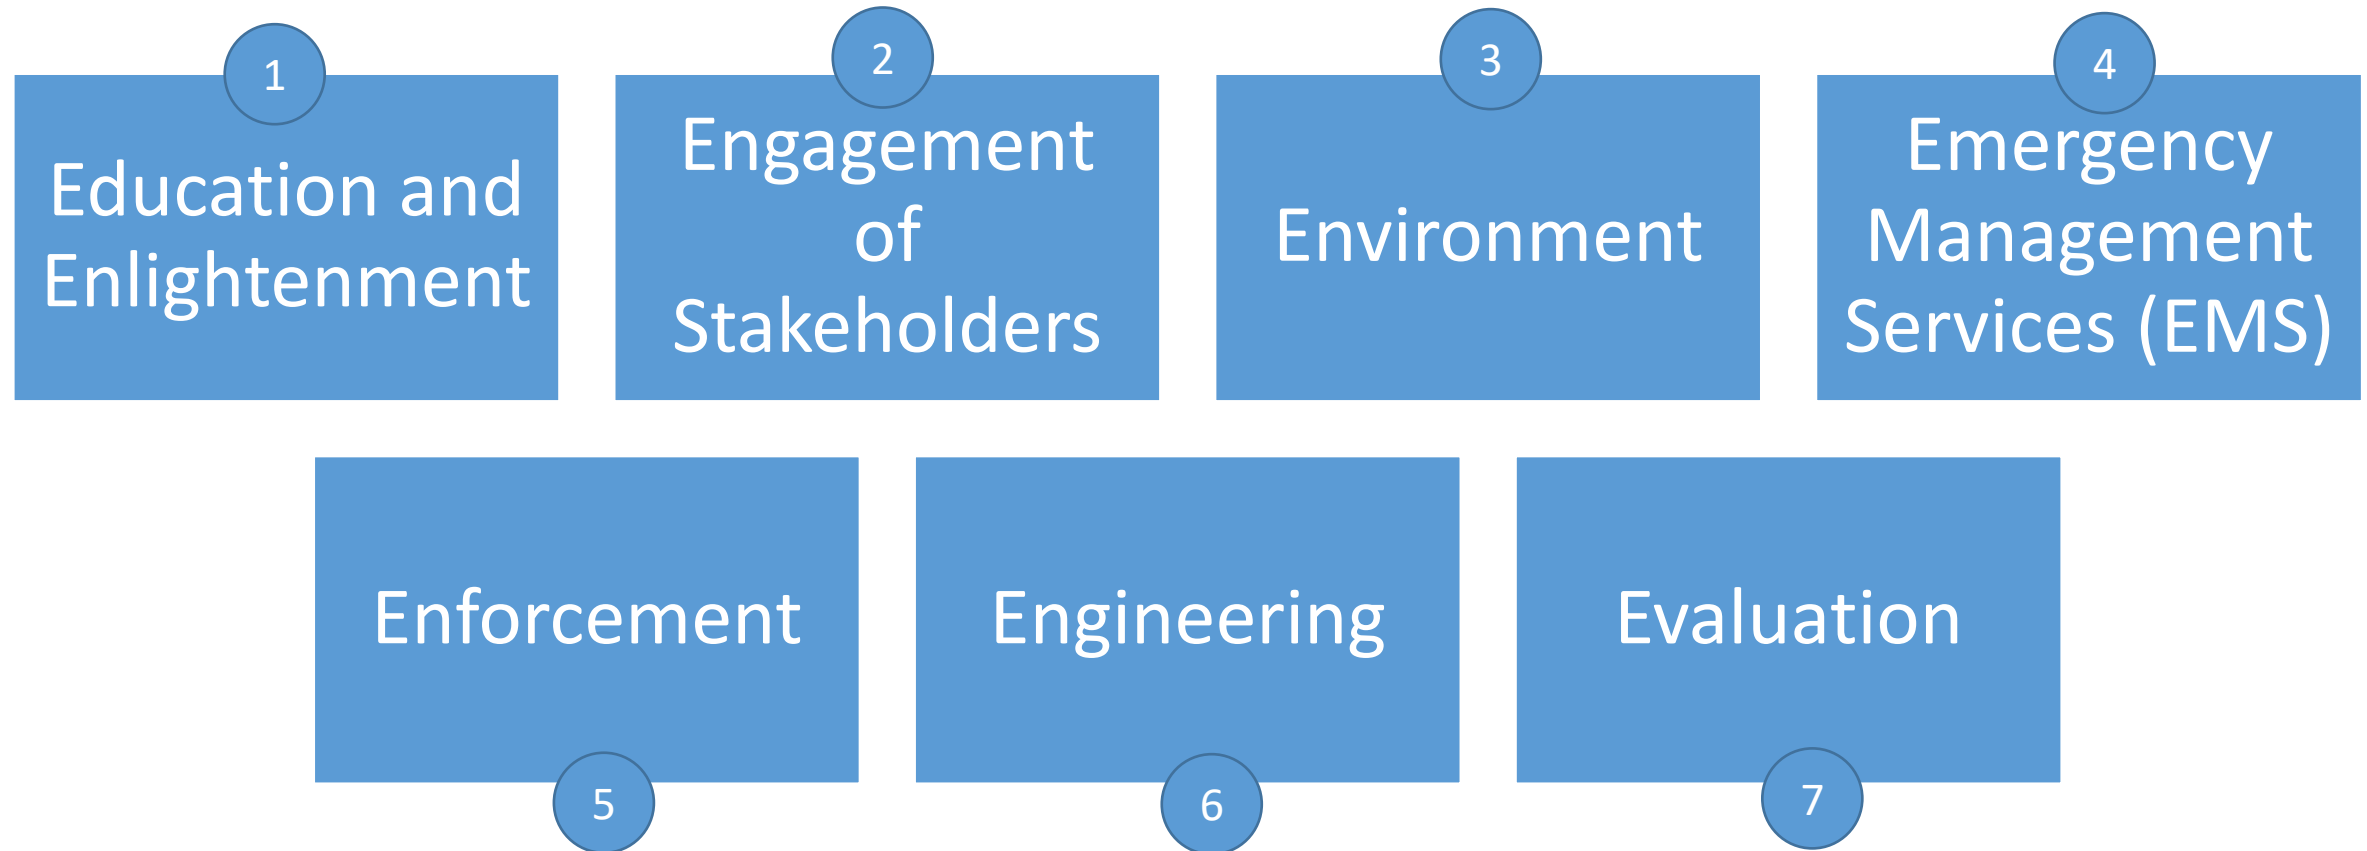 1
Education and
Enlightenment
2
Engagement
of
Stakeholders
3
Environment
4
Emergency
Management
Services (EMS)
Enforcement
5
Engineering
6
Evaluation
7